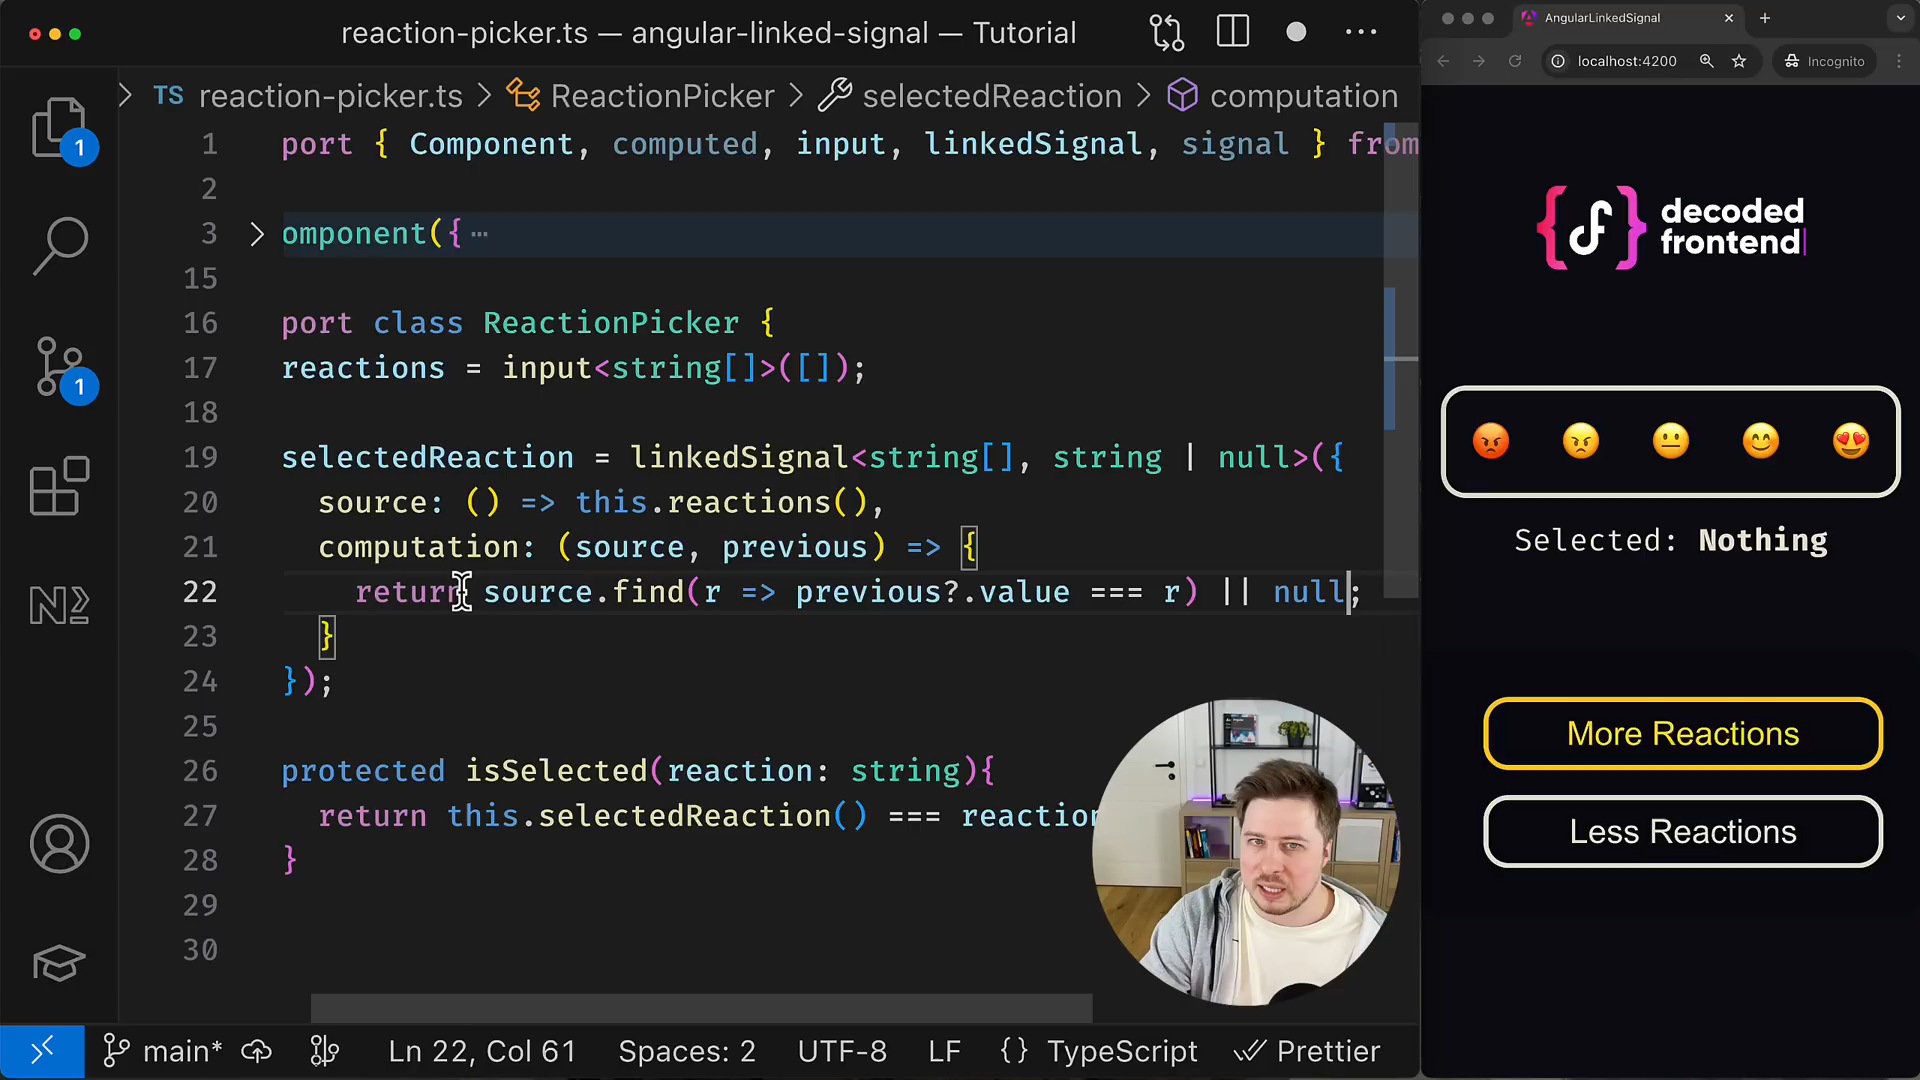 reaction-picker.ts — angular-linked-signal — Tutorial
TS reaction-picker.ts > ReactionPicker > selectedReaction > computation
1 port { Component, computed, input, linkedSignal, signal } from
2
3 omponent({ ⋯
15
16 port class ReactionPicker {
17 reactions = input<string[]>([]);
18
19 selectedReaction = linkedSignal<string[], string | null>({
20 source: () => this.reactions(),
21 computation: (source, previous) => {
22 return source.find(r => previous?.value === r) || null;
23 }
24 });
25
26 protected isSelected(reaction: string){
27 return this.selectedReaction() === reaction
28 }
29
30
1
1
main* Ln 22, Col 61 Spaces: 2 UTF-8 LF {} TypeScript Prettier
AngularLinkedSignal
localhost:4200 Incognito
decoded
frontend
Selected: Nothing
More Reactions
Less Reactions